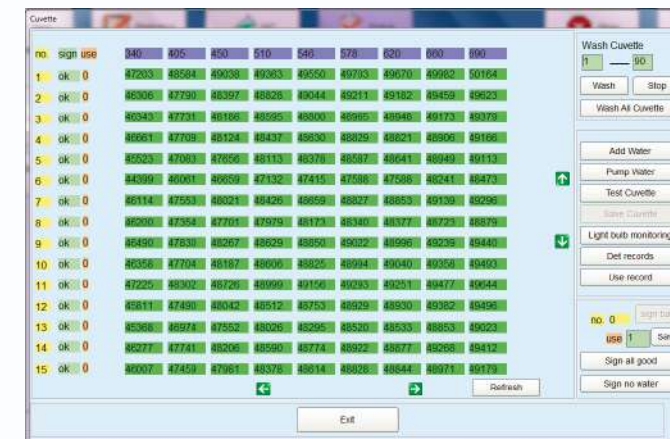 Cuvette
no. sign use 340 405 450 510 546 578 620 660 690
1 ok 0 47203 48584 49038 49363 49550 49793 49670 49982 50164
2 ok 0 46306 47790 48397 48828 49044 49211 49182 49459 49623
3 ok 0 46343 47731 48186 48595 48800 48965 48948 49173 49379
4 ok 0 46661 47709 48124 48437 48630 48829 48821 48906 49166
5 ok 0 45523 47083 47656 48113 48378 48587 48641 48949 49113
6 ok 0 44399 46061 46659 47132 47415 47588 47588 48241 48473
7 ok 0 46114 47553 48021 48426 48659 48827 48853 49139 49296
8 ok 0 46200 47354 47701 47979 48173 48340 48377 48723 48879
9 ok 0 46490 47830 48267 48629 48850 49022 48996 49239 49440
10 ok 0 46358 47704 48187 48606 48825 48994 49040 49358 49493
11 ok 0 47225 48302 48726 48999 49156 49293 49251 49477 49644
12 ok 0 45811 47490 48042 48512 48753 48929 48930 49382 49496
13 ok 0 45368 46974 47552 48026 48295 48520 48533 48853 49023
14 ok 0 46277 47741 48206 48590 48774 48922 48877 49268 49412
15 ok 0 46007 47459 47961 48378 48614 48828 48844 48971 49179
Refresh
Exit
Wash Cuvette
1 90
Wash Stop
Wash All Cuvette
Add Water
Pump Water
Test Cuvette
Save Cuvette
Light bulb monitoring
Det records
Use record
no. 0
use 1
Sign all good
Sign no water